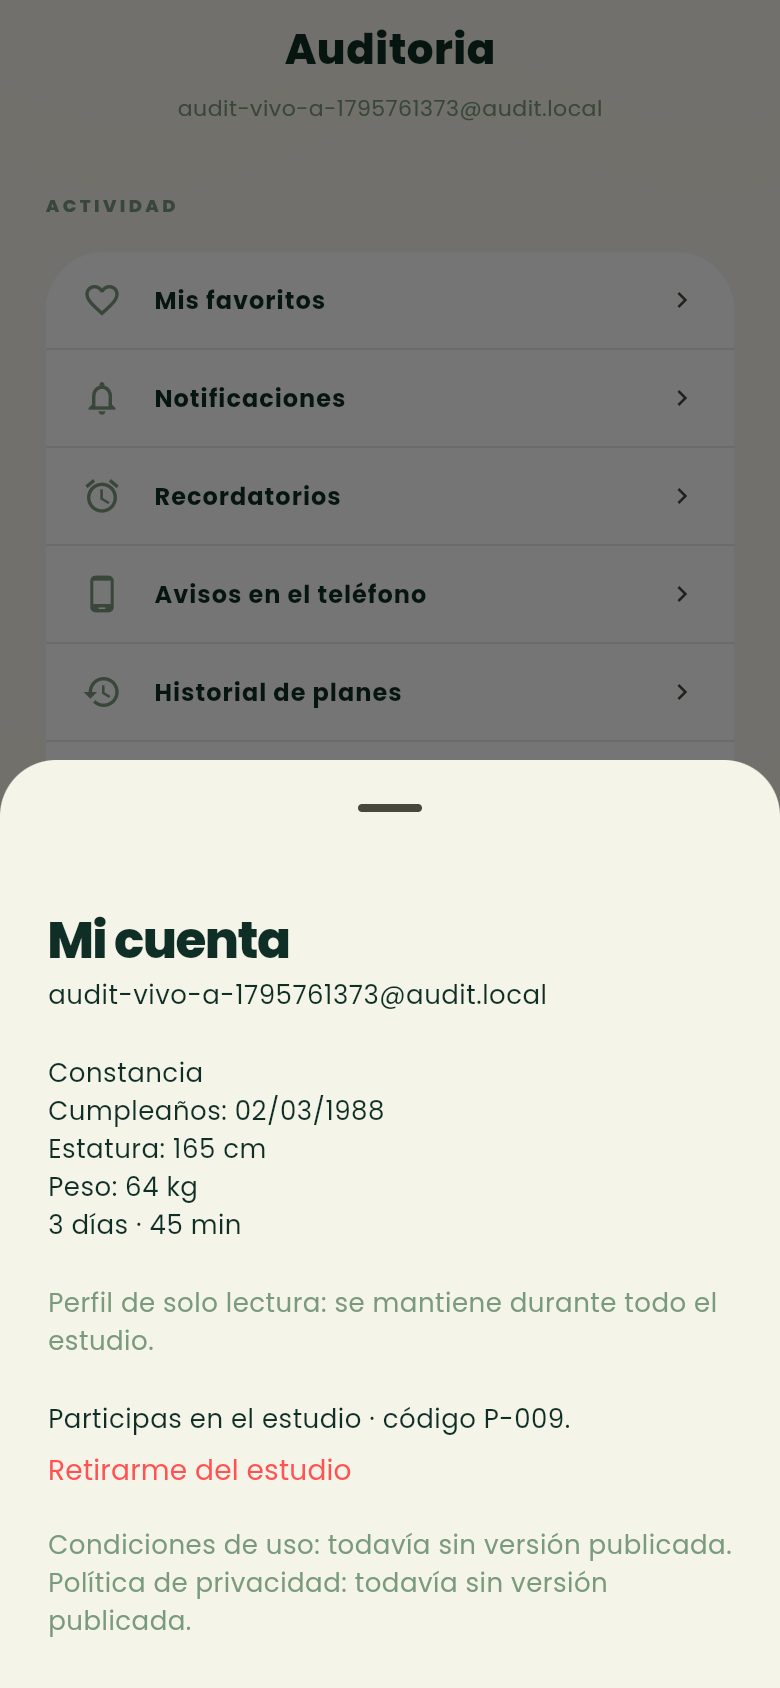 Auditoria
audit-vivo-a-1795761373@audit.local
ACTIVIDAD
Mis favoritos
Notificaciones
Recordatorios
Avisos en el teléfono
Historial de planes
Mi cuenta
audit-vivo-a-1795761373@audit.local
Constancia
Cumpleaños: 02/03/1988
Estatura: 165 cm
Peso: 64 kg
3 días · 45 min
Perfil de solo lectura: se mantiene durante todo el
estudio.
Participas en el estudio · código P-009.
Retirarme del estudio
Condiciones de uso: todavía sin versión publicada.
Política de privacidad: todavía sin versión
publicada.